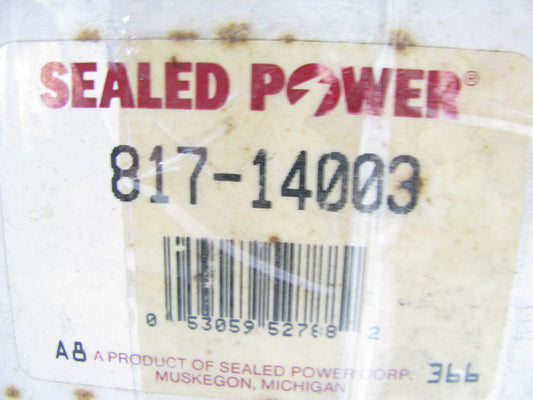 SEALED POWER®
817-14003
0 53059 52788 2
A8 A PRODUCT OF SEALED POWER CORP. 366
MUSKEGON, MICHIGAN